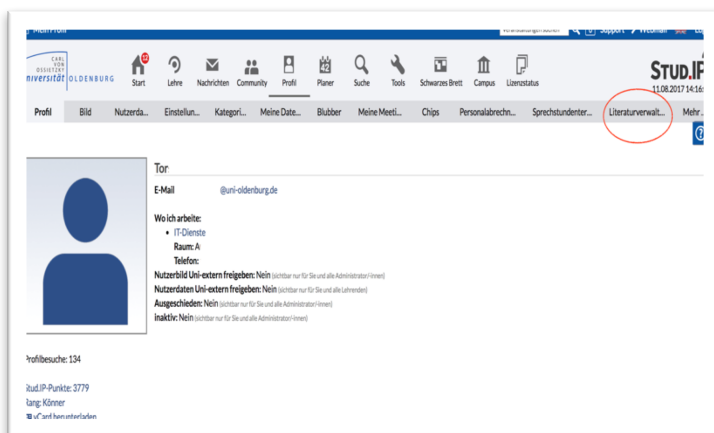 Mein Profil
Support Webmail
CARL
VON
OSSIETZKY
niversität OLDENBURG
Start
Lehre
Nachrichten
Community
Profil
Planer
Suche
Tools
Schwarzes Brett
Campus
Lizenzstatus
STUD.IP
11.08.2017 14:16:
Profil Bild Nutzerda... Einstellun... Kategori... Meine Date... Blubber Meine Meeti... Chips Personalabrechn... Sprechstundenter... Literaturverwalt... Mehr
Tor
E-Mail @uni-oldenburg.de
Wo ich arbeite:
• IT-Dienste
Raum: A
Telefon:
Nutzerbild Uni-extern freigeben: Nein (sichtbar nur für Sie und alle Administrator/-innen)
Nutzerdaten Uni-extern freigeben: Nein (sichtbar nur für Sie und alle Lehrenden)
Ausgeschieden: Nein (sichtbar nur für Sie und alle Administrator/-innen)
inaktiv: Nein (sichtbar nur für Sie und alle Administrator/-innen)
Profilbesuche: 134
Stud.IP-Punkte: 3779
Rang: Könner
vCard herunterladen